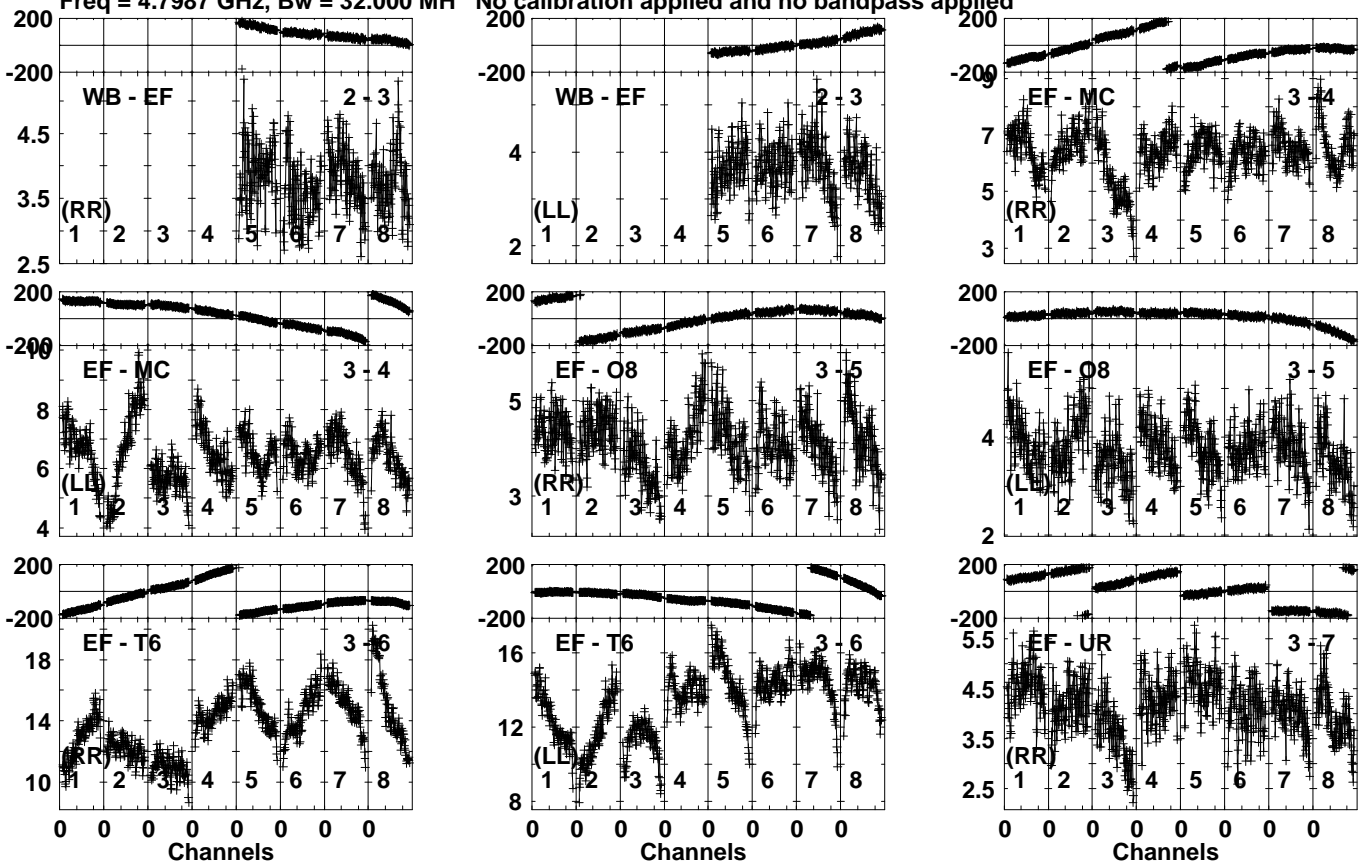 Freq = 4.7987 GHz, Bw = 32.000 MH No calibration applied and no bandpass applied
200
-200
WB - EF 2 - 3
4.5
3.5
2.5
(RR)
1 2 3 4 5 6 7 8
WB - EF 2 - 3
4
2
(LL)
1 2 3 4 5 6 7 8
200
-200
9
EF - MC 3 - 4
7
5
3
(RR)
1 2 3 4 5 6 7 8
200
-200
10
EF - MC 3 - 4
8
6
4
(LL)
1 2 3 4 5 6 7 8
200
-200
EF - O8 3 - 5
5
3
(RR)
1 2 3 4 5 6 7 8
200
-200
EF - O8 3 - 5
4
2
(LL)
1 2 3 4 5 6 7 8
200
-200
EF - T6 3 - 6
18
14
10
(RR)
1 2 3 4 5 6 7 8
0 0 0 0 0 0 0 0
Channels
200
-200
EF - T6 3 - 6
16
12
8
(LL)
1 2 3 4 5 6 7 8
0 0 0 0 0 0 0 0
Channels
200
-200
EF - UR 3 - 7
5.5
4.5
3.5
2.5
(RR)
1 2 3 4 5 6 7 8
0 0 0 0 0 0 0 0
Channels